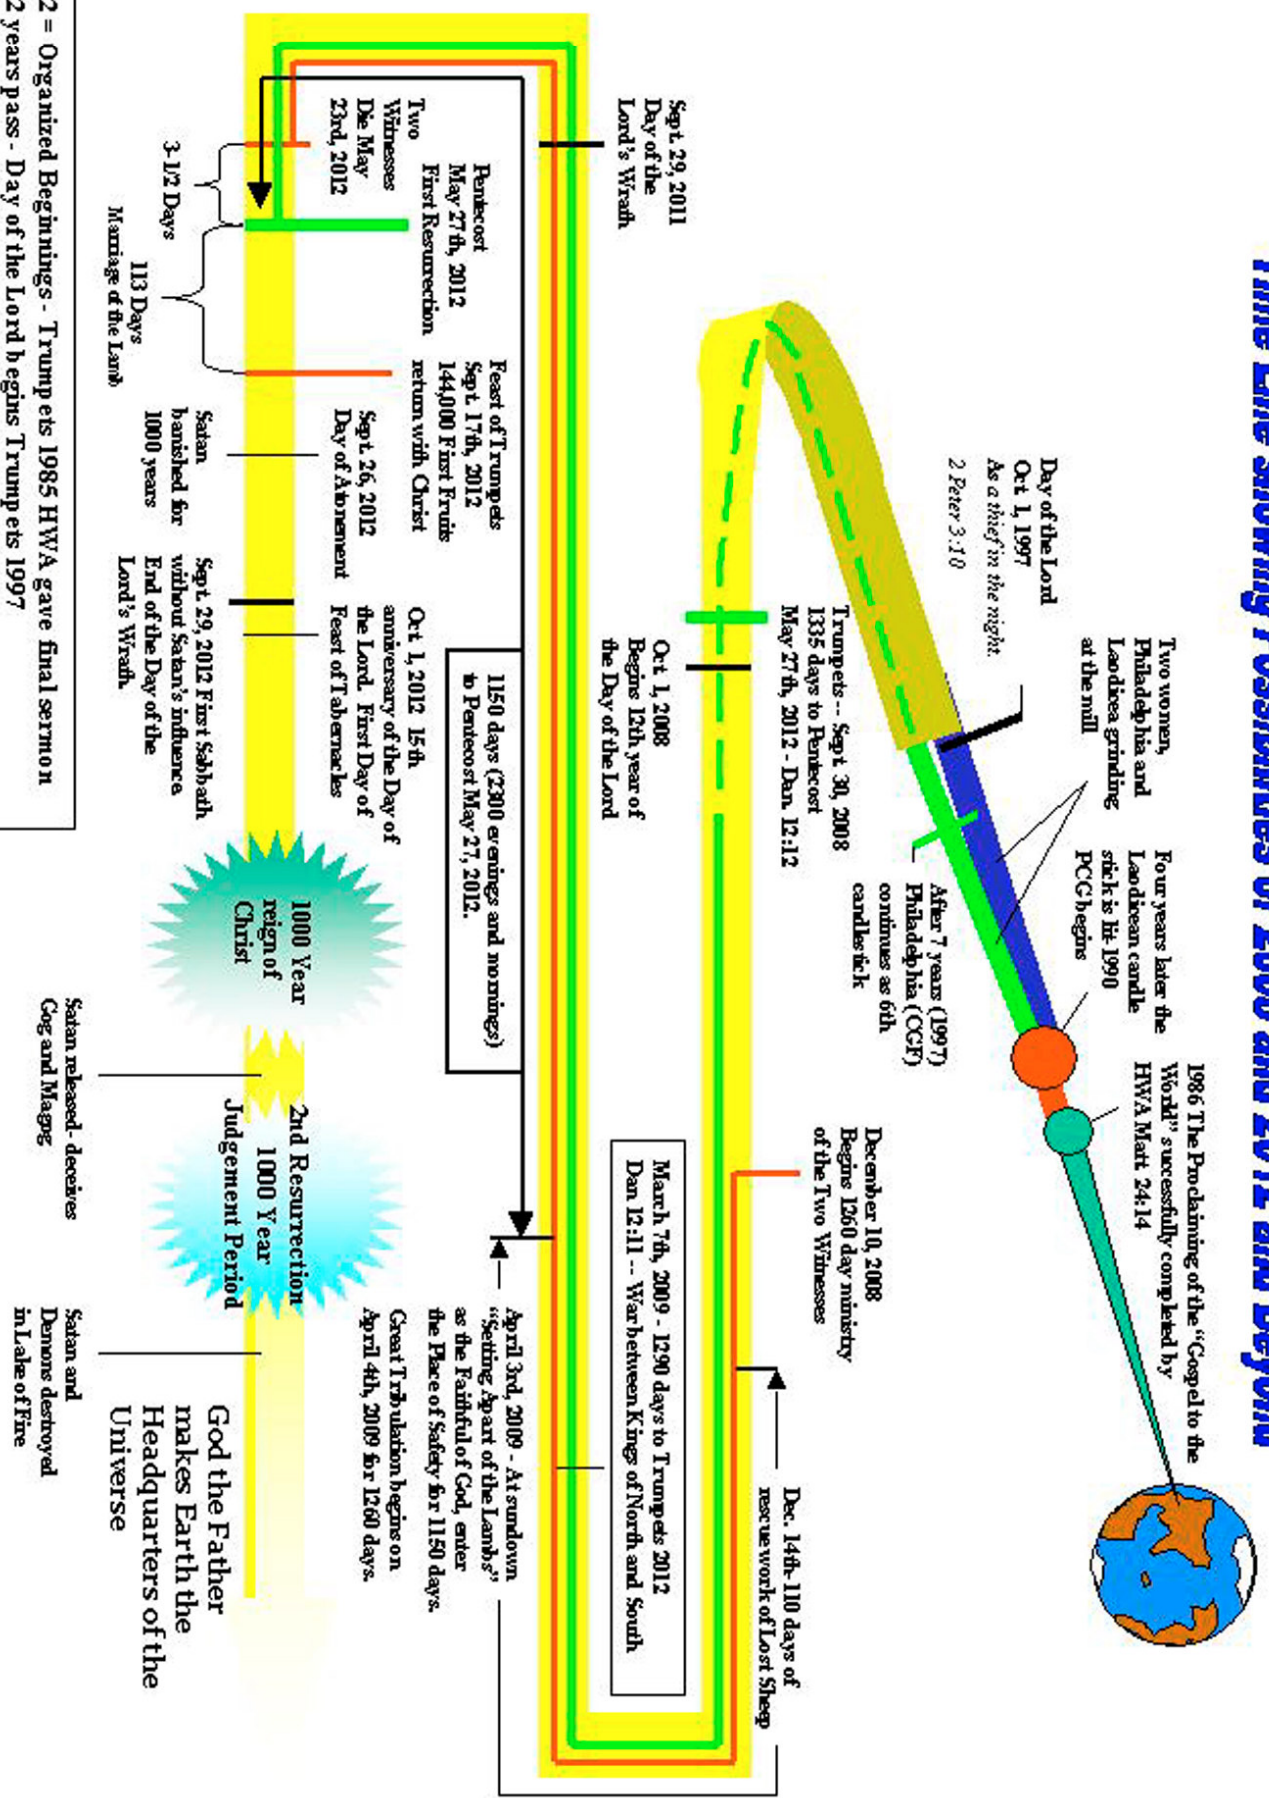 Time Line showing Possibilities of 2008 and 2012 and Beyond
1986 The Proclaiming of the "Gospel to the
World" successfully completed by
HWA Matt. 24:14
Four years later the
Laodicean candle
stick is lit-1990
PCG begins
Two women,
Philadelphia and
Laodicea grinding
at the mill
Day of the Lord
Oct. 1, 1997
As a thief in the night.
2 Peter 3:10
After 7 years (1997)
Philadelphia (CGF)
continues as 6th
candlestick
Trumpets -- Sept. 30, 2008
1335 days to Pentecost
May 27th, 2012 - Dan. 12:12
Oct. 1, 2008
Begins 12th year of
the Day of the Lord
December 10, 2008
Begins 1260 day ministry
of the Two Witnesses
Dec. 14th-110 days of
rescue work of Lost Sheep
March 7th, 2009 - 1290 days to Trumpets 2012
Dan 12:11 -- War between Kings of North and South
Sept. 29, 2011
Day of the
Lord's Wrath
1150 days (2300 evenings and mornings)
to Pentecost May 27, 2012.
April 3rd, 2009 - At sundown
"Setting Apart of the Lambs"
as the Faithful of God, enter
the Place of Safety for 1150 days.
Great Tribulation begins on
April 4th, 2009 for 1260 days.
Two
Witnesses
Die May
23rd, 2012
Pentecost
May 27th, 2012
First Resurrection
Feast of Trumpets
Sept. 17th, 2012
144,000 First Fruits
return with Christ
Sept. 26, 2012
Day of Atonement
Oct. 1, 2012 15th
anniversary of the Day of
the Lord. First Day of
Feast of Tabernacles
3-1/2 Days
113 Days
Marriage of the Lamb
Satan
banished for
1000 years
Sept. 29, 2012 First Sabbath
without Satan's influence.
End of the Day of the
Lord's Wrath.
1000 Year
reign of
Christ
Satan released- deceives
Gog and Magog
2nd Resurrection
1000 Year
Judgement Period
Satan and
Demons destroyed
in Lake of Fire
God the Father
makes Earth the
Headquarters of the
Universe
2 = Organized Beginnings - Trumpets 1985 HWA gave final sermon
2 years pass - Day of the Lord begins Trumpets 1997